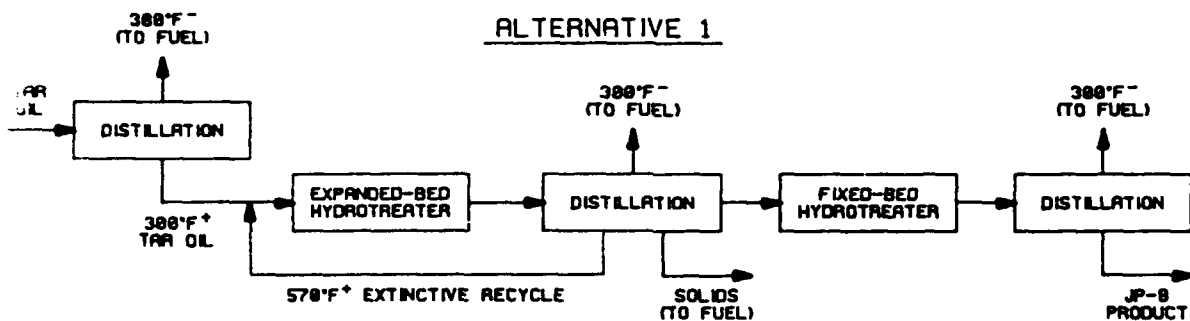 ALTERNATIVE 1
300°F-
(TO FUEL)
DISTILLATION
300°F+
TAR OIL
EXPANDED-BED
HYDROTREATER
300°F-
(TO FUEL)
DISTILLATION
570°F+ EXTINCTIVE RECYCLE
SOLIDS
(TO FUEL)
FIXED-BED
HYDROTREATER
300°F-
(TO FUEL)
DISTILLATION
JP-8
PRODUCT